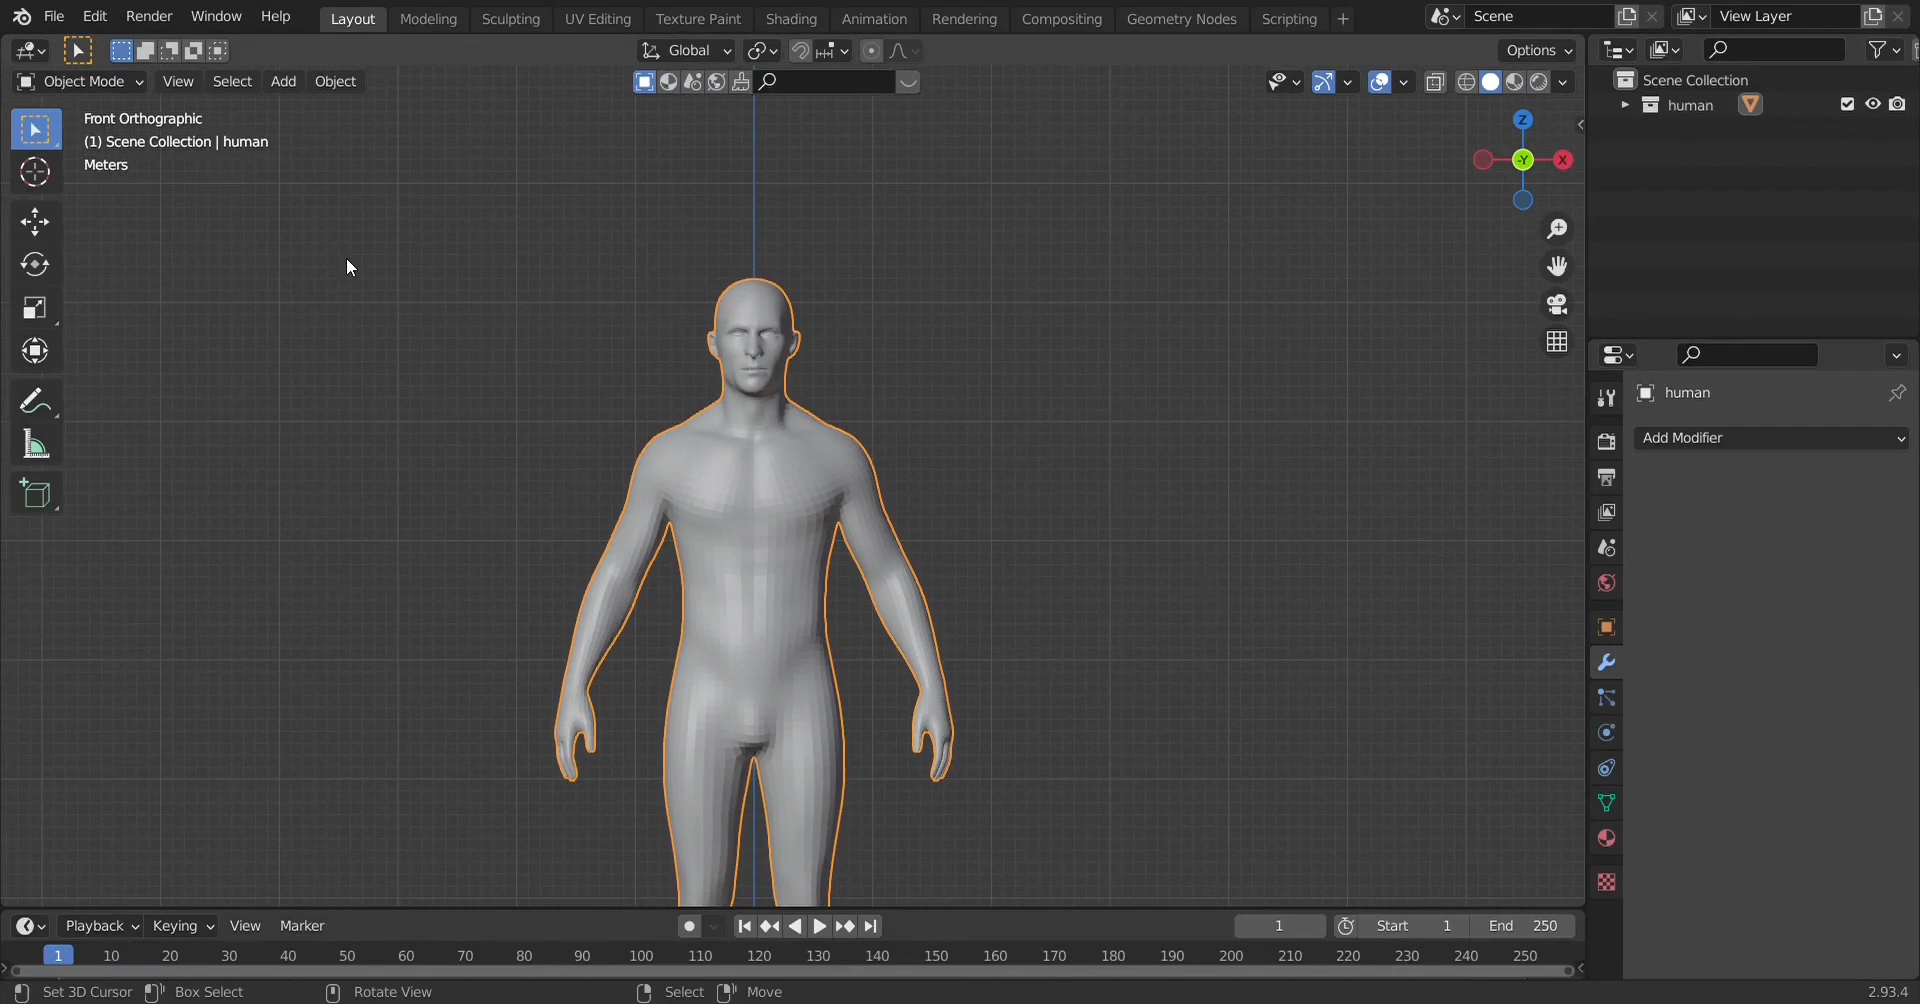 File Edit Render Window Help Layout Modeling Sculpting UV Editing Texture Paint Shading Animation Rendering Compositing Geometry Nodes Scripting + Scene View Layer
Global Options
Object Mode View Select Add Object
Scene Collection
human
Front Orthographic
(1) Scene Collection | human
Meters
Z
-Y X
human
Add Modifier
Playback Keying View Marker 1 Start 1 End 250
1 10 20 30 40 50 60 70 80 90 100 110 120 130 140 150 160 170 180 190 200 210 220 230 240 250
Set 3D Cursor Box Select Rotate View Select Move 2.93.4